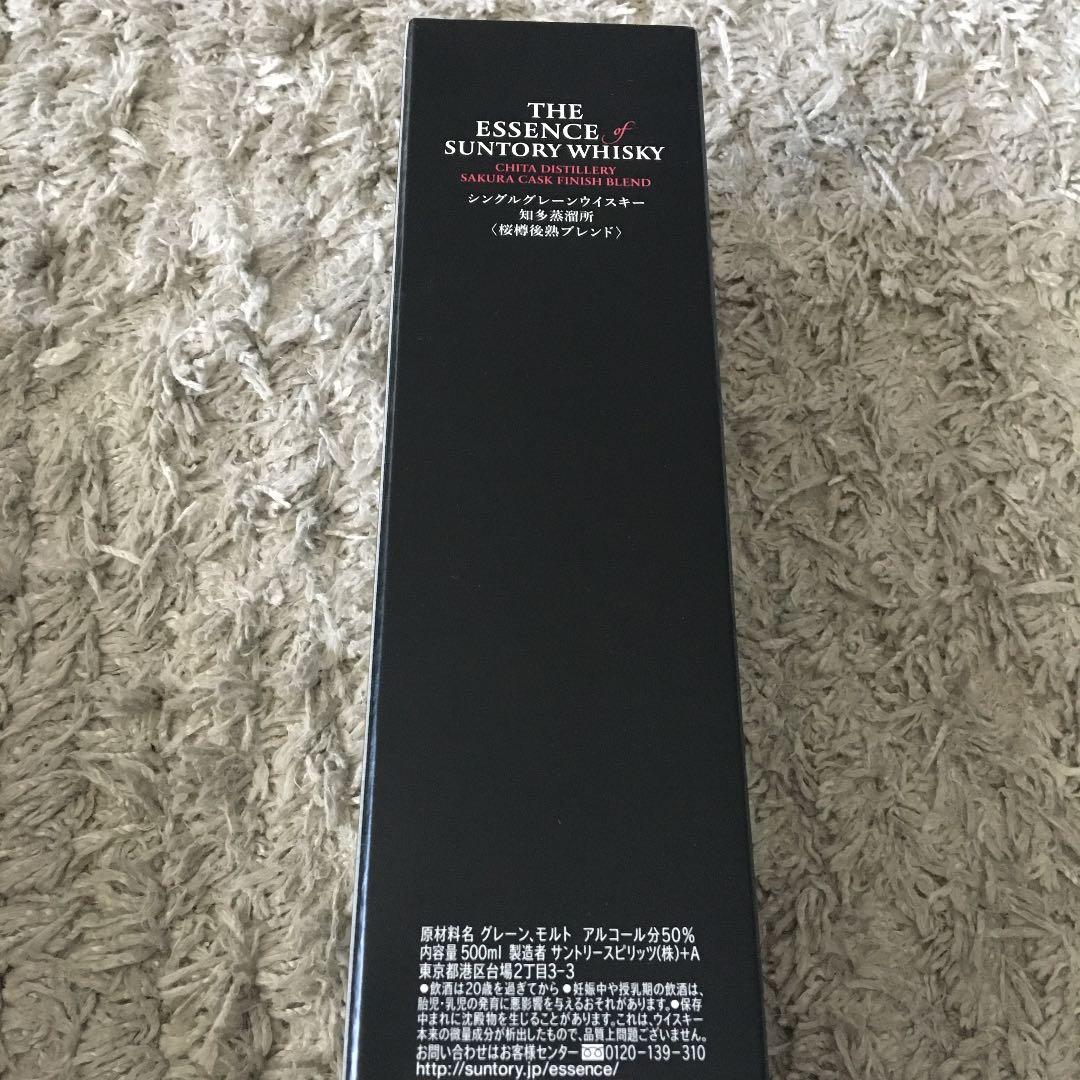 THE
ESSENCE of
SUNTORY WHISKY
CHITA DISTILLERY
SAKURA CASK FINISH BLEND
シングルグレーンウイスキー
知多蒸溜所
〈桜樽後熟ブレンド〉
原材料名 グレーン、モルト アルコール分50%
内容量 500ml 製造者 サントリースピリッツ(株)+A
東京都港区台場2丁目3-3
●飲酒は20歳を過ぎてから ●妊娠中や授乳期の飲酒は、
胎児・乳児の発育に悪影響を与えるおそれがあります。●保存
中まれに沈殿物を生じることがあります。これは、ウイスキー
本来の微量成分が析出したもので、品質上問題ございません。
お問い合わせはお客様センター 0120-139-310
http://suntory.jp/essence/